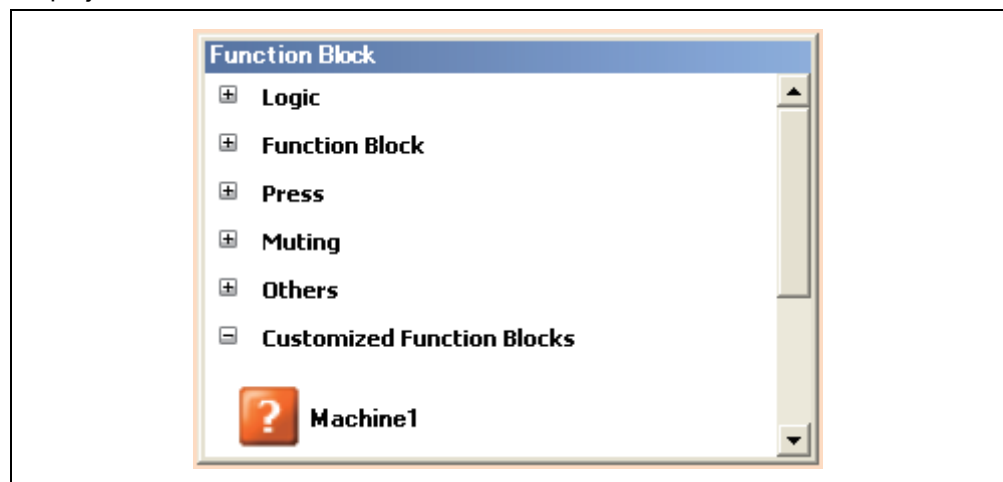 Function Block
Logic
Function Block
Press
Muting
Others
Customized Function Blocks
?
Machine1